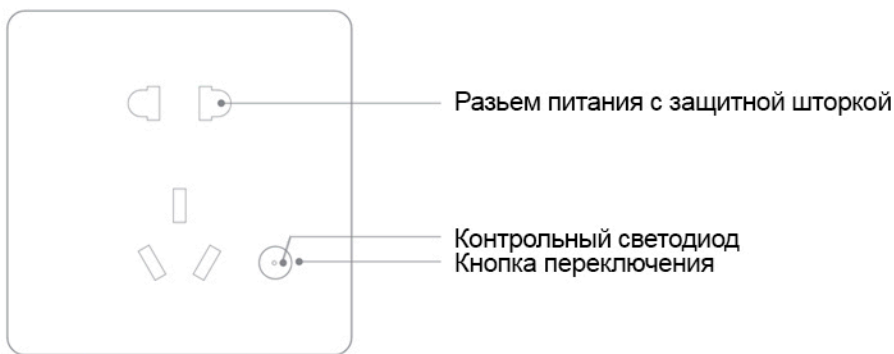 Разьем питания с защитной шторкой
Контрольный светодиод
Кнопка переключения